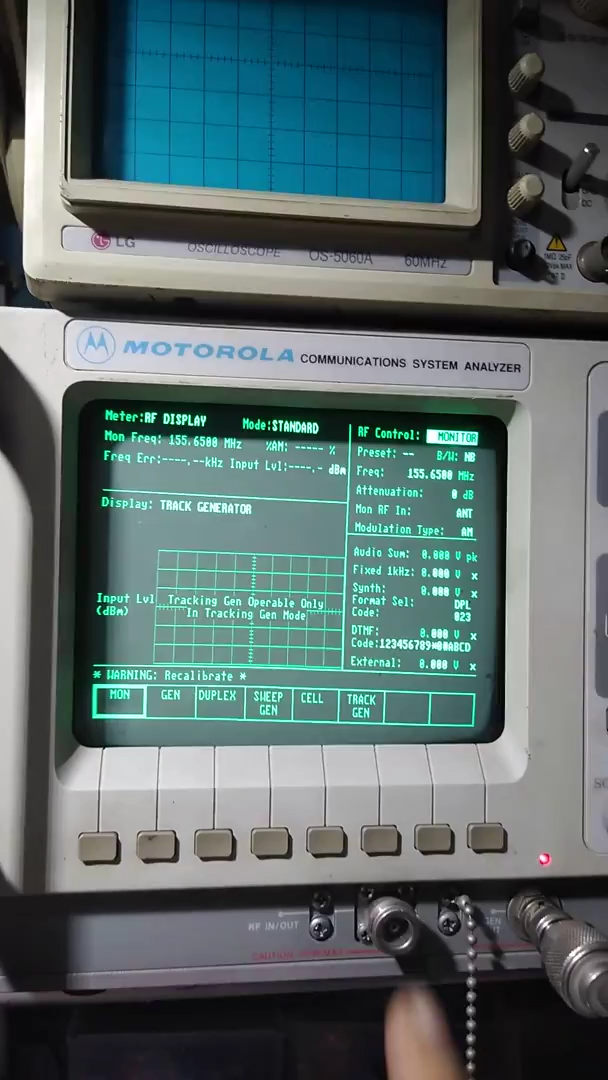 LG
OSCILLOSCOPE OS-5060A 60MHz
MOTOROLA COMMUNICATIONS SYSTEM ANALYZER
Meter:RF DISPLAY Mode:STANDARD
Mon Freq: 155.6500 MHz %AM: ----- %
Freq Err:----,--kHz Input Lvl:----.- dBm
Display: TRACK GENERATOR
Input Lvl
(dBm)
Tracking Gen Operable Only
In Tracking Gen Mode
RF Control: MONITOR
Preset: -- B/W: NB
Freq: 155.6500 MHz
Attenuation: 0 dB
Mon RF In: ANT
Modulation Type: AM
Audio Sum: 0.000 V pk
Fixed 1kHz: 0.000 V x
Synth: 0.000 V x
Format Sel: DPL
Code: 023
DTMF: 0.000 V x
External: 0.000 V x
* WARNING: Recalibrate *
MON GEN DUPLEX SWEEP GEN CELL TRACK GEN
RF IN/OUT
CAUTION